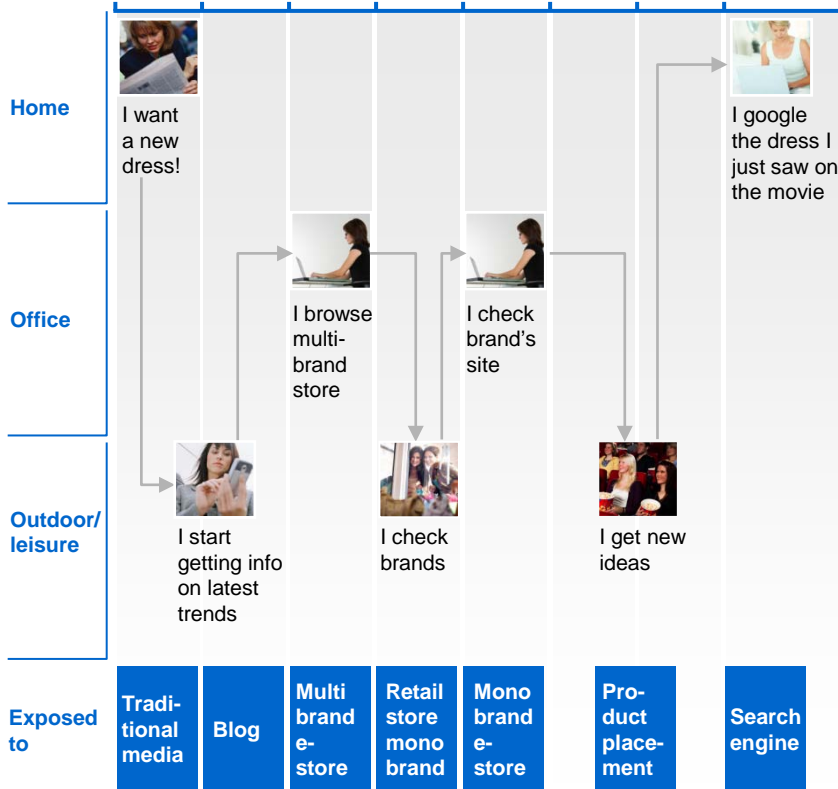 Home
I want
a new
dress!
I google
the dress I
just saw on
the movie
Office
I browse
multi-
brand
store
I check
brand's
site
Outdoor/
leisure
I start
getting info
on latest
trends
I check
brands
I get new
ideas
Exposed
to
Tradi-
tional
media
Blog
Multi
brand
e-
store
Retail
store
mono
brand
Mono
brand
e-
store
Pro-
duct
place-
ment
Search
engine